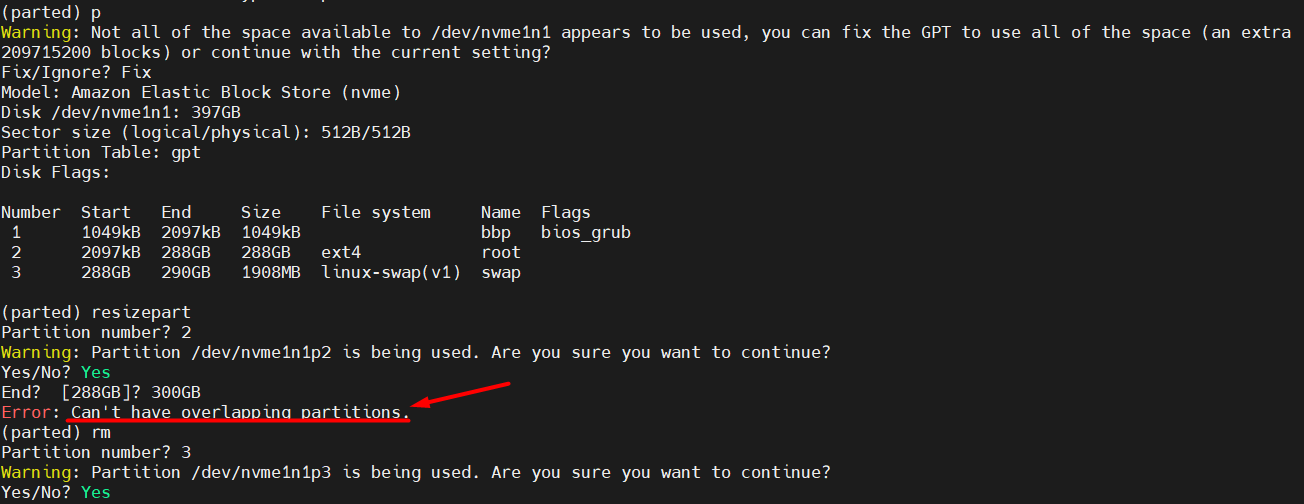 (parted) p
Warning: Not all of the space available to /dev/nvme1n1 appears to be used, you can fix the GPT to use all of the space (an extra
209715200 blocks) or continue with the current setting?
Fix/Ignore? Fix
Model: Amazon Elastic Block Store (nvme)
Disk /dev/nvme1n1: 397GB
Sector size (logical/physical): 512B/512B
Partition Table: gpt
Disk Flags:
Number  Start   End     Size    File system     Name  Flags
 1      1049kB  2097kB  1049kB                  bbp   bios_grub
 2      2097kB  288GB   288GB   ext4            root
 3      288GB   290GB   1908MB  linux-swap(v1)  swap
(parted) resizepart
Partition number? 2
Warning: Partition /dev/nvme1n1p2 is being used. Are you sure you want to continue?
Yes/No? Yes
End?  [288GB]? 300GB
Error: Can't have overlapping partitions.
(parted) rm
Partition number? 3
Warning: Partition /dev/nvme1n1p3 is being used. Are you sure you want to continue?
Yes/No? Yes